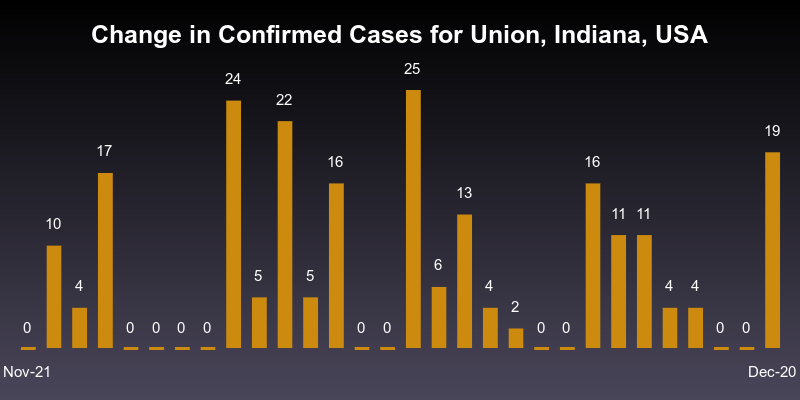 Change in Confirmed Cases for Union, Indiana, USA
0 10 4 17 0 0 0 0 24 5 22 5 16 0 0 25 6 13 4 2 0 0 16 11 11 4 4 0 0 19
Nov-21 Dec-20